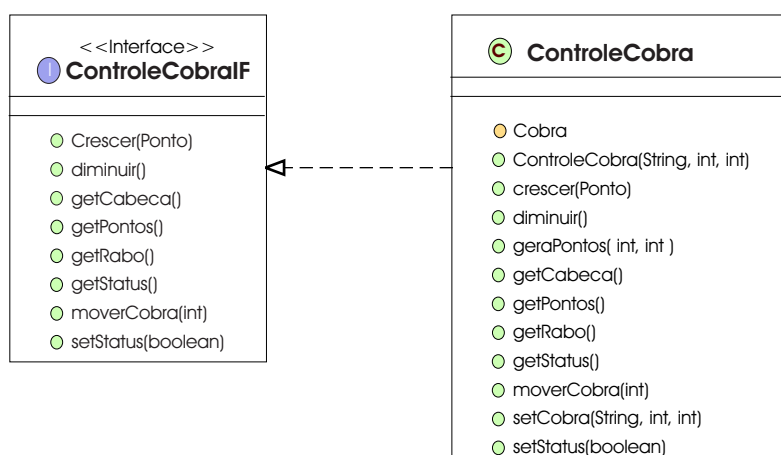 <<Interface>>
I ControleCobraIF
Crescer(Ponto)
diminuir()
getCabeca()
getPontos()
getRabo()
getStatus()
moverCobra(int)
setStatus(boolean)
C ControleCobra
Cobra
ControleCobra(String, int, int)
crescer(Ponto)
diminuir()
geraPontos( int, int )
getCabeca()
getPontos()
getRabo()
getStatus()
moverCobra(int)
setCobra(String, int, int)
setStatus(boolean)